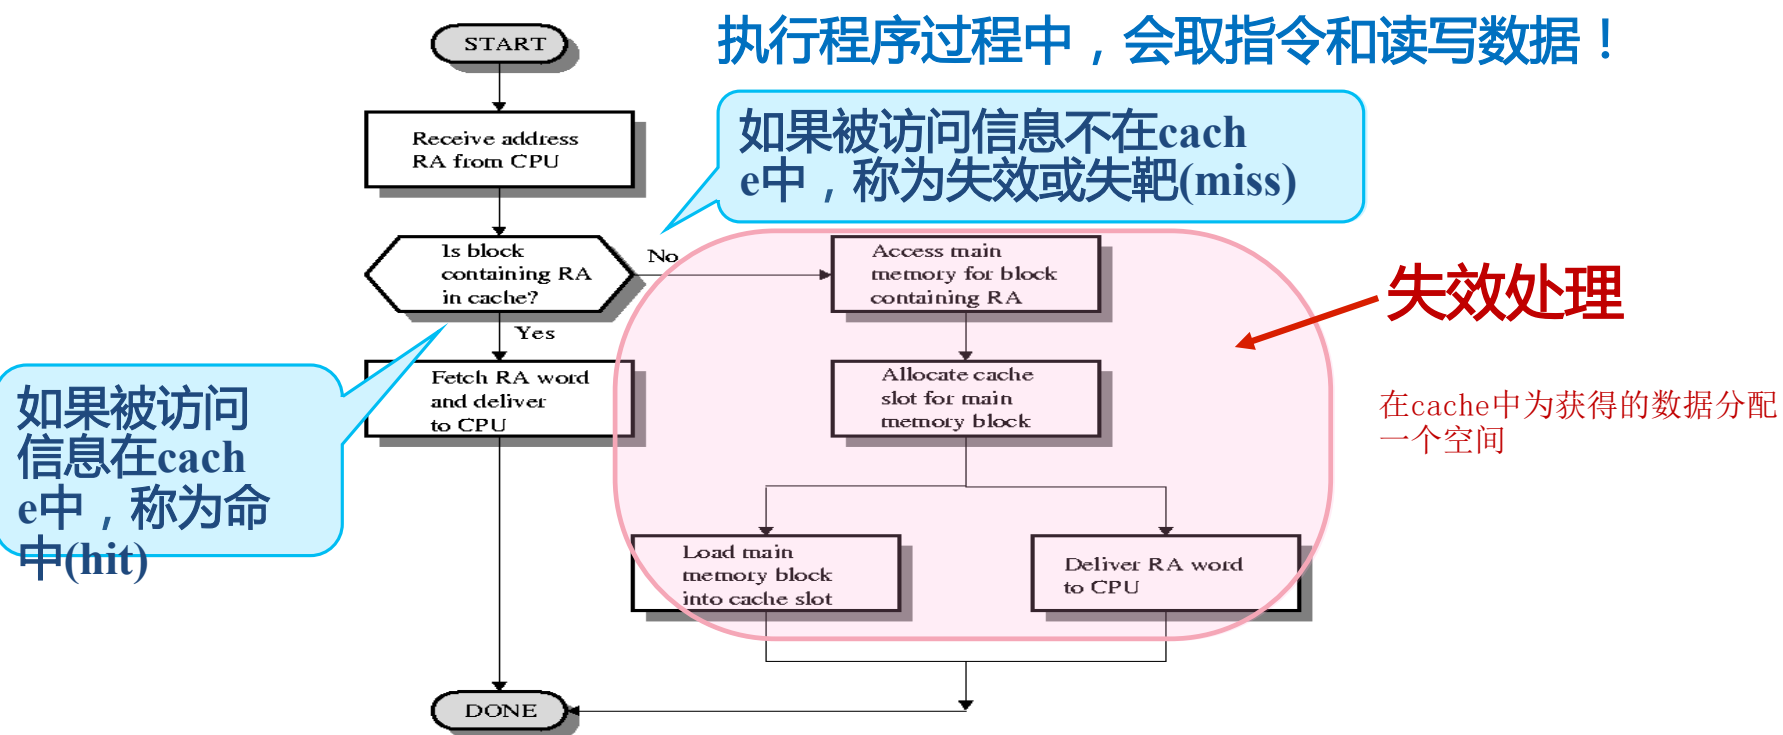 执行程序过程中，会取指令和读写数据！
START
Receive address
RA from CPU
如果被访问信息不在cach
e中，称为失效或失靶(miss)
Is block
containing RA
in cache?
No
Yes
Access main
memory for block
containing RA
失效处理
如果被访问
信息在cach
e中，称为命
中(hit)
Fetch RA word
and deliver
to CPU
Allocate cache
slot for main
memory block
在cache中为获得的数据分配
一个空间
Load main
memory block
into cache slot
Deliver RA word
to CPU
DONE